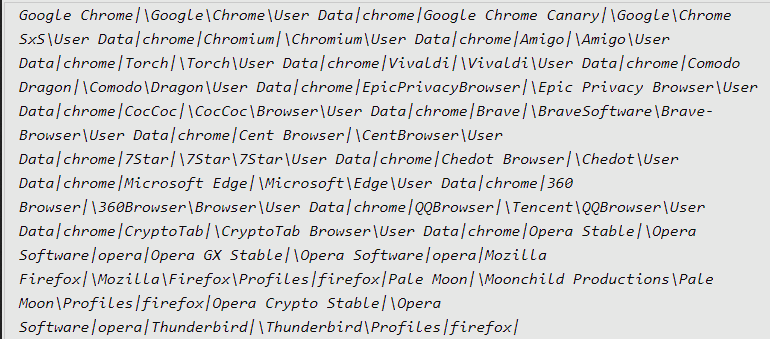 Google Chrome|\Google\Chrome\User Data|chrome|Google Chrome Canary|\Google\Chrome
SxS\User Data|chrome|Chromium|\Chromium\User Data|chrome|Amigo|\Amigo\User
Data|chrome|Torch|\Torch\User Data|chrome|Vivaldi|\Vivaldi\User Data|chrome|Comodo
Dragon|\Comodo\Dragon\User Data|chrome|EpicPrivacyBrowser|\Epic Privacy Browser\User
Data|chrome|CocCoc|\CocCoc\Browser\User Data|chrome|Brave|\BraveSoftware\Brave-
Browser\User Data|chrome|Cent Browser|\CentBrowser\User
Data|chrome|7Star|\7Star\7Star\User Data|chrome|Chedot Browser|\Chedot\User
Data|chrome|Microsoft Edge|\Microsoft\Edge\User Data|chrome|360
Browser|\360Browser\Browser\User Data|chrome|QQBrowser|\Tencent\QQBrowser\User
Data|chrome|CryptoTab|\CryptoTab Browser\User Data|chrome|Opera Stable|\Opera
Software|opera|Opera GX Stable|\Opera Software|opera|Mozilla
Firefox|\Mozilla\Firefox\Profiles|firefox|Pale Moon|\Moonchild Productions\Pale
Moon\Profiles|firefox|Opera Crypto Stable|\Opera
Software|opera|Thunderbird|\Thunderbird\Profiles|firefox|